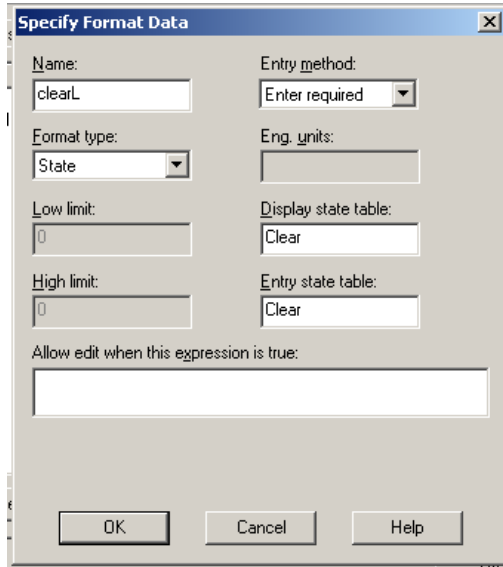 Specify Format Data
Name:
Entry method:
clearL
Enter required
Format type:
Eng. units:
State
Low limit:
Display state table:
0
Clear
High limit:
Entry state table:
0
Clear
Allow edit when this expression is true:
OK
Cancel
Help